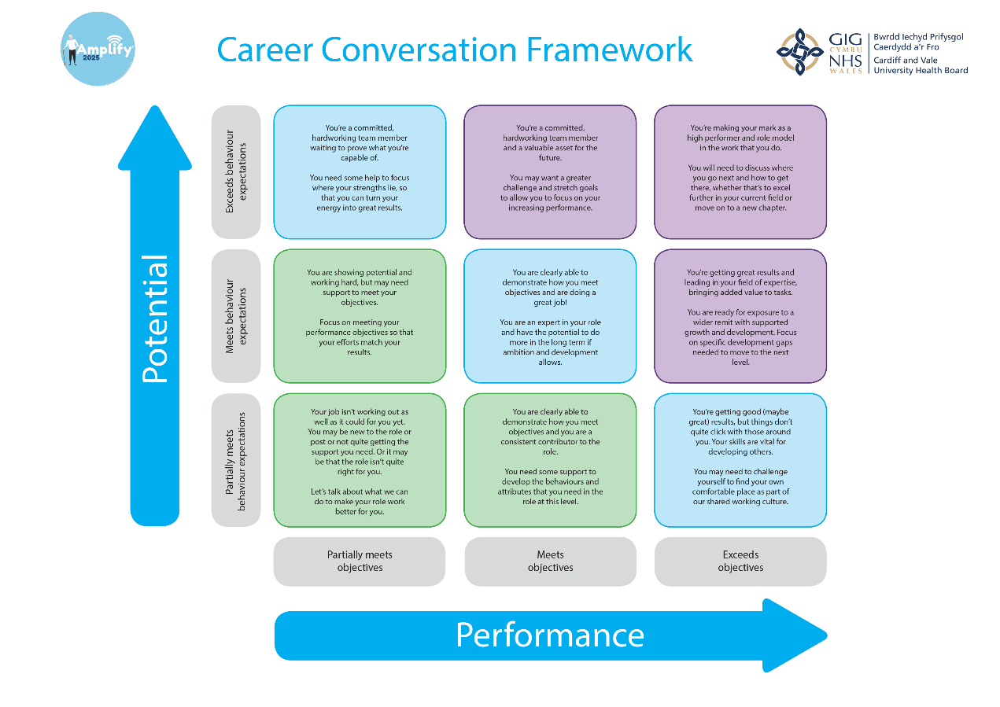 Amplify
2025
Career Conversation Framework
GIG
CYMRU
NHS
WALES
Bwrdd Iechyd Prifysgol
Caerdydd a'r Fro
Cardiff and Vale
University Health Board
Potential
Exceeds behaviour
expectations
You're a committed,
hardworking team member
waiting to prove what you're
capable of.
You need some help to focus
where your strengths lie, so
that you can turn your
energy into great results.
You're a committed,
hardworking team member
and a valuable asset for the
future.
You may want a greater
challenge and stretch goals
to allow you to focus on your
increasing performance.
You're making your mark as a
high performer and role model
in the work that you do.
You will need to discuss where
you go next and how to get
there, whether that's to excel
further in your current field or
move on to a new chapter.
Meets behaviour
expectations
You are showing potential and
working hard, but may need
support to meet your
objectives.
Focus on meeting your
performance objectives so that
your efforts match your
results.
You are clearly able to
demonstrate how you meet
objectives and are doing a
great job!
You are an expert in your role
and have the potential to do
more in the long term if
ambition and development
allows.
You're getting great results and
leading in your field of expertise,
bringing added value to tasks.
You are ready for exposure to a
wider remit with supported
growth and development. Focus
on specific development gaps
needed to move to the next
level.
Partially meets
behaviour expectations
Your job isn't working out as
well as it could for you yet.
You may be new to the role or
post or not quite getting the
support you need. Or it may
be that the role isn't quite
right for you.
Let's talk about what we can
do to make your role work
better for you.
You are clearly able to
demonstrate how you meet
objectives and you are a
consistent contributor to the
role.
You need some support to
develop the behaviours and
attributes that you need in the
role at this level.
You're getting good (maybe
great) results, but things don't
quite click with those around
you. Your skills are vital for
developing others.
You may need to challenge
yourself to find your own
comfortable place as part of
our shared working culture.
Partially meets
objectives
Meets
objectives
Exceeds
objectives
Performance